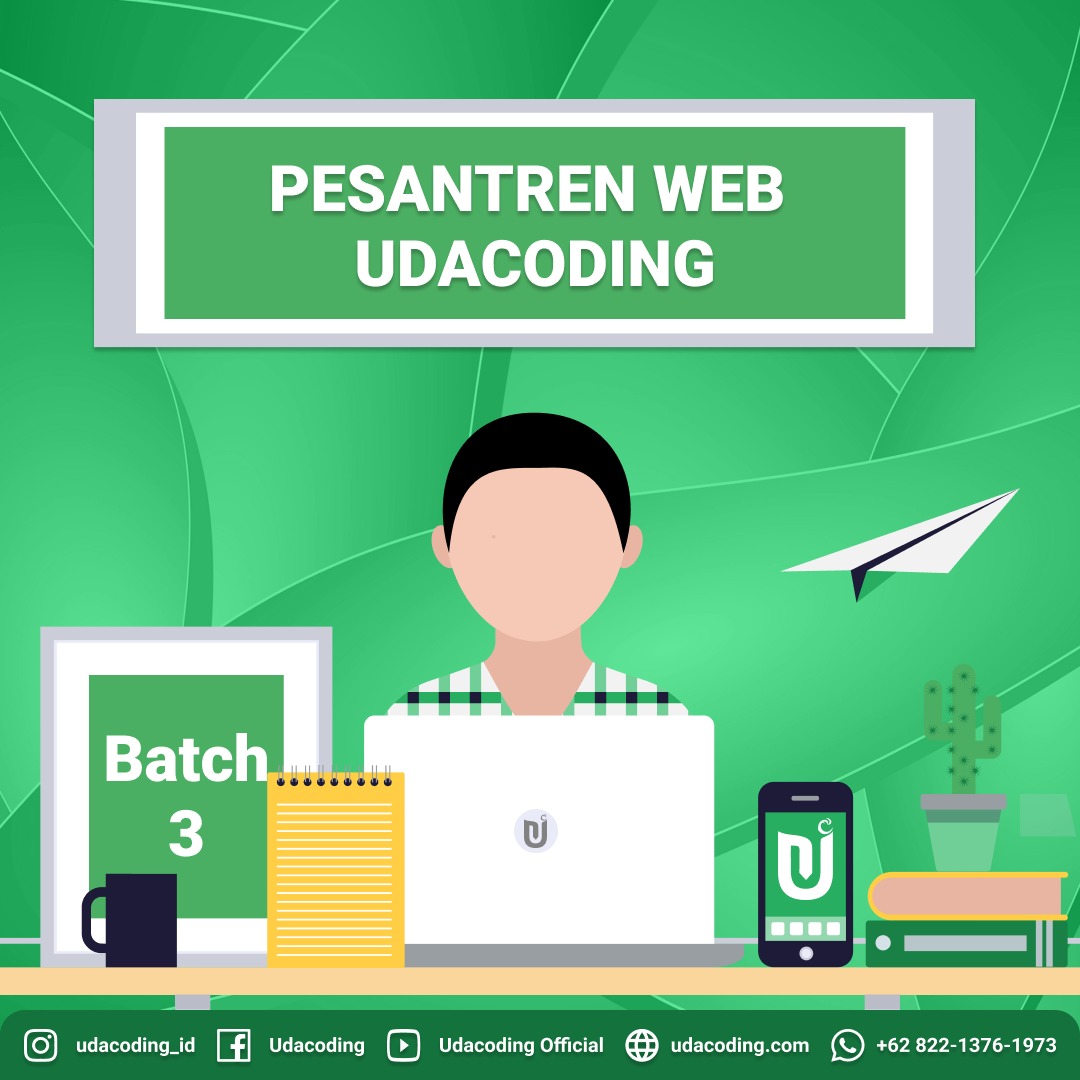 PESANTREN WEB
UDACODING
Batch
3
udacoding_id
Udacoding
Udacoding Official
udacoding.com
+62 822-1376-1973